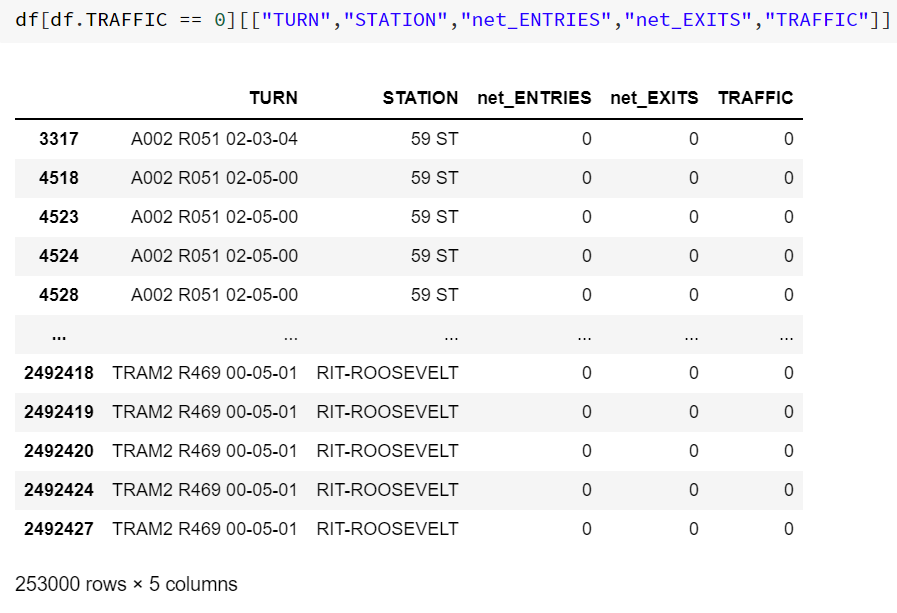 df[df.TRAFFIC == 0][["TURN","STATION","net_ENTRIES","net_EXITS","TRAFFIC"]]
TURN STATION net_ENTRIES net_EXITS TRAFFIC
3317 A002 R051 02-03-04 59 ST 0 0 0
4518 A002 R051 02-05-00 59 ST 0 0 0
4523 A002 R051 02-05-00 59 ST 0 0 0
4524 A002 R051 02-05-00 59 ST 0 0 0
4528 A002 R051 02-05-00 59 ST 0 0 0
... ... ... ... ... ...
2492418 TRAM2 R469 00-05-01 RIT-ROOSEVELT 0 0 0
2492419 TRAM2 R469 00-05-01 RIT-ROOSEVELT 0 0 0
2492420 TRAM2 R469 00-05-01 RIT-ROOSEVELT 0 0 0
2492424 TRAM2 R469 00-05-01 RIT-ROOSEVELT 0 0 0
2492427 TRAM2 R469 00-05-01 RIT-ROOSEVELT 0 0 0
253000 rows × 5 columns